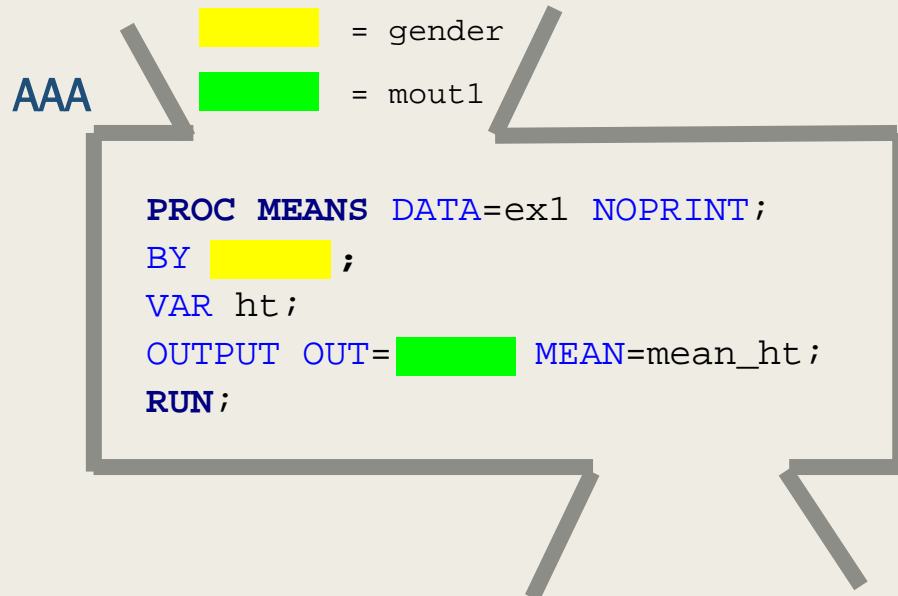 = gender
AAA = mout1
PROC MEANS DATA=ex1 NOPRINT;
BY ;
VAR ht;
OUTPUT OUT= MEAN=mean_ht;
RUN;